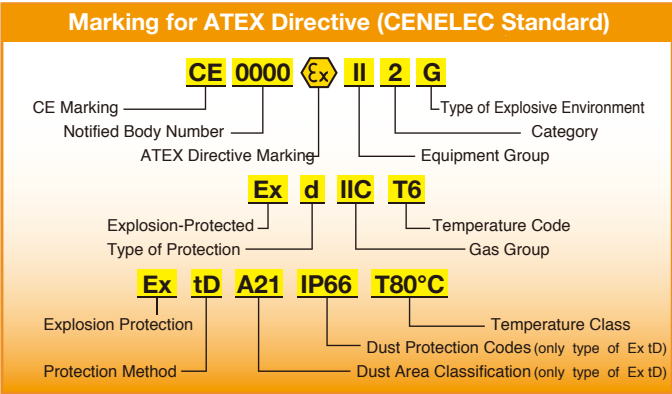 Marking for ATEX Directive (CENELEC Standard)
CE 0000 Ex II 2 G
CE Marking
Type of Explosive Environment
Notified Body Number
Category
ATEX Directive Marking
Equipment Group
Ex d IIC T6
Explosion-Protected
Temperature Code
Type of Protection
Gas Group
Ex tD A21 IP66 T80°C
Explosion Protection
Temperature Class
Dust Protection Codes (only type of Ex tD)
Protection Method
Dust Area Classification (only type of Ex tD)